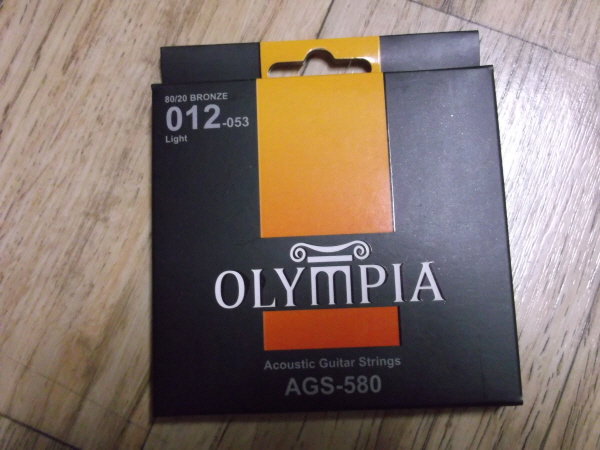 80/20 BRONZE
012-053
Light
OLYMPIA
Acoustic Guitar Strings
AGS-580